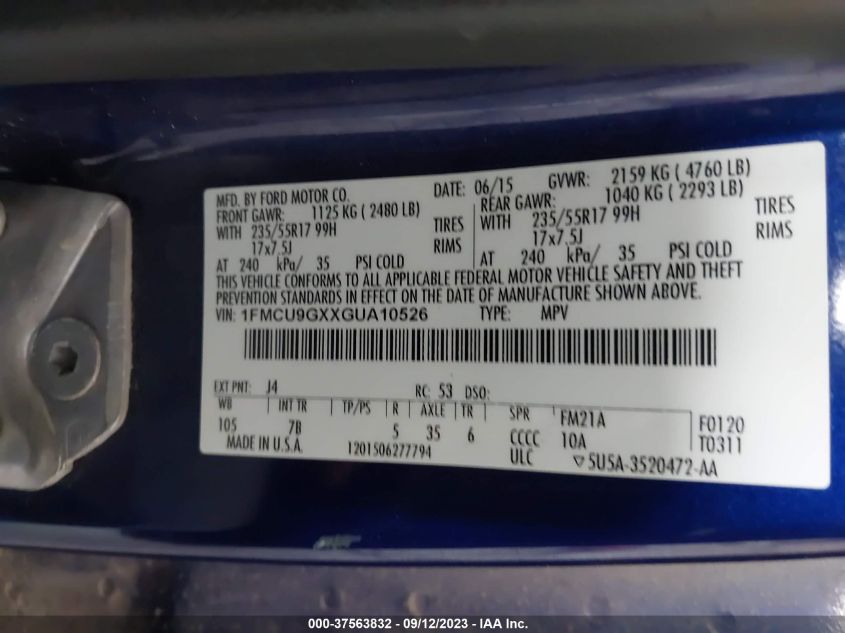 MFD. BY FORD MOTOR CO. DATE: 06/15 GVWR: 2159 KG ( 4760 LB)
FRONT GAWR: 1125 KG ( 2480 LB) REAR GAWR: 1040 KG ( 2293 LB)
WITH 235/55R17 99H TIRES WITH 235/55R17 99H TIRES
17x7.5J RIMS 17x7.5J RIMS
AT 240 kPa/ 35 PSI COLD AT 240 kPa/ 35 PSI COLD
THIS VEHICLE CONFORMS TO ALL APPLICABLE FEDERAL MOTOR VEHICLE SAFETY AND THEFT
PREVENTION STANDARDS IN EFFECT ON THE DATE OF MANUFACTURE SHOWN ABOVE.
VIN: 1FMCU9GXXGUA10526 TYPE: MPV
EXT PNT: J4 RC: 53 DSO:
WB INT TR TP/PS R AXLE TR SPR FM21A F0120
105 7B 5 35 6 CCCC 10A T0311
MADE IN U.S.A. 1201506277794 ULC ▽5U5A-3520472-AA
000-37563832 - 09/12/2023 - IAAI.com